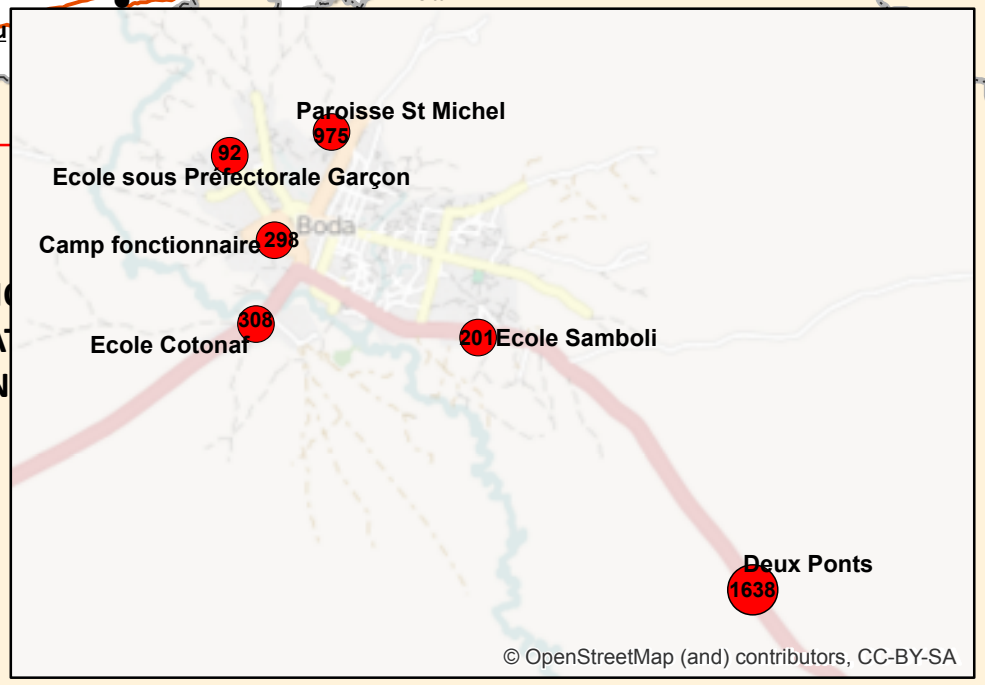 Paroisse St Michel
975
92
Ecole sous Préfectorale Garçon
Boda
Camp fonctionnaire 298
308
Ecole Cotonaf
201 Ecole Samboli
Deux Ponts
1638
© OpenStreetMap (and) contributors, CC-BY-SA